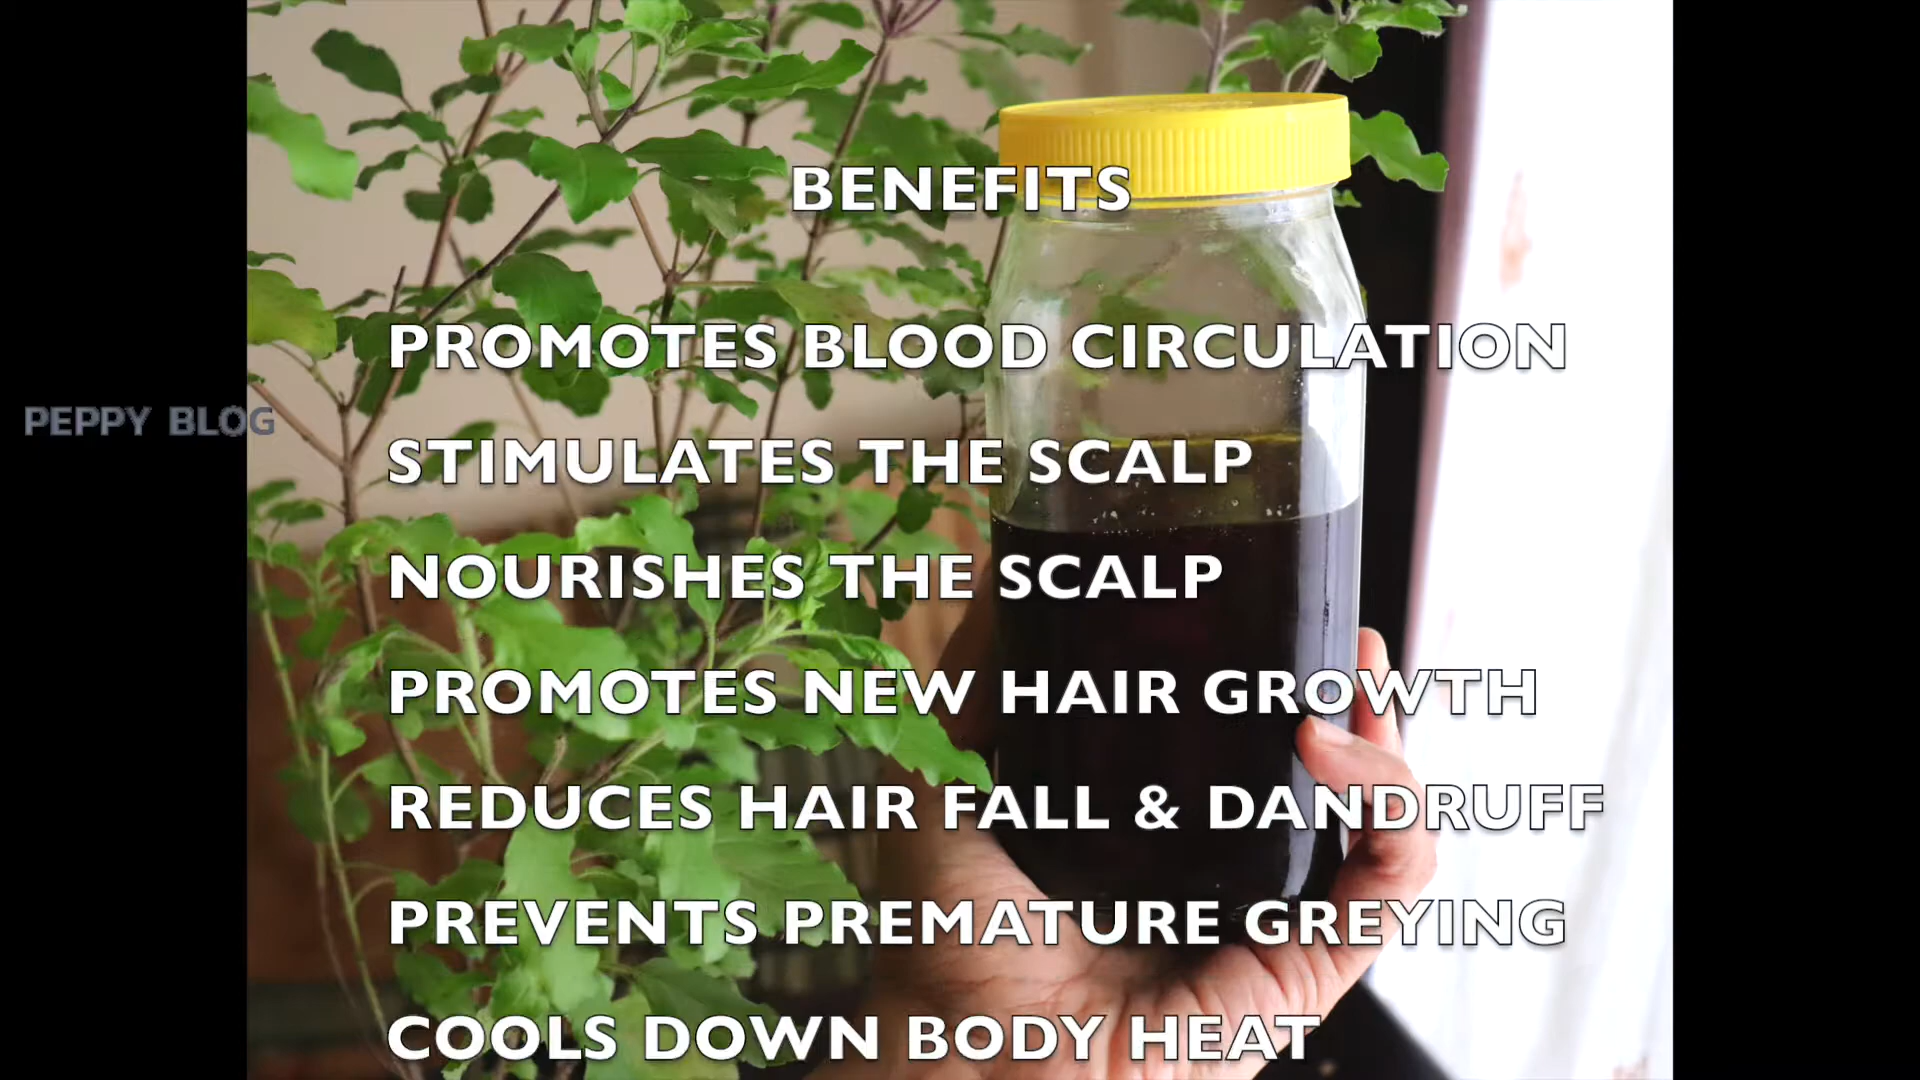 BENEFITS
PROMOTES BLOOD CIRCULATION
PEPPY BLOG
STIMULATES THE SCALP
NOURISHES THE SCALP
PROMOTES NEW HAIR GROWTH
REDUCES HAIR FALL & DANDRUFF
PREVENTS PREMATURE GREYING
COOLS DOWN BODY HEAT